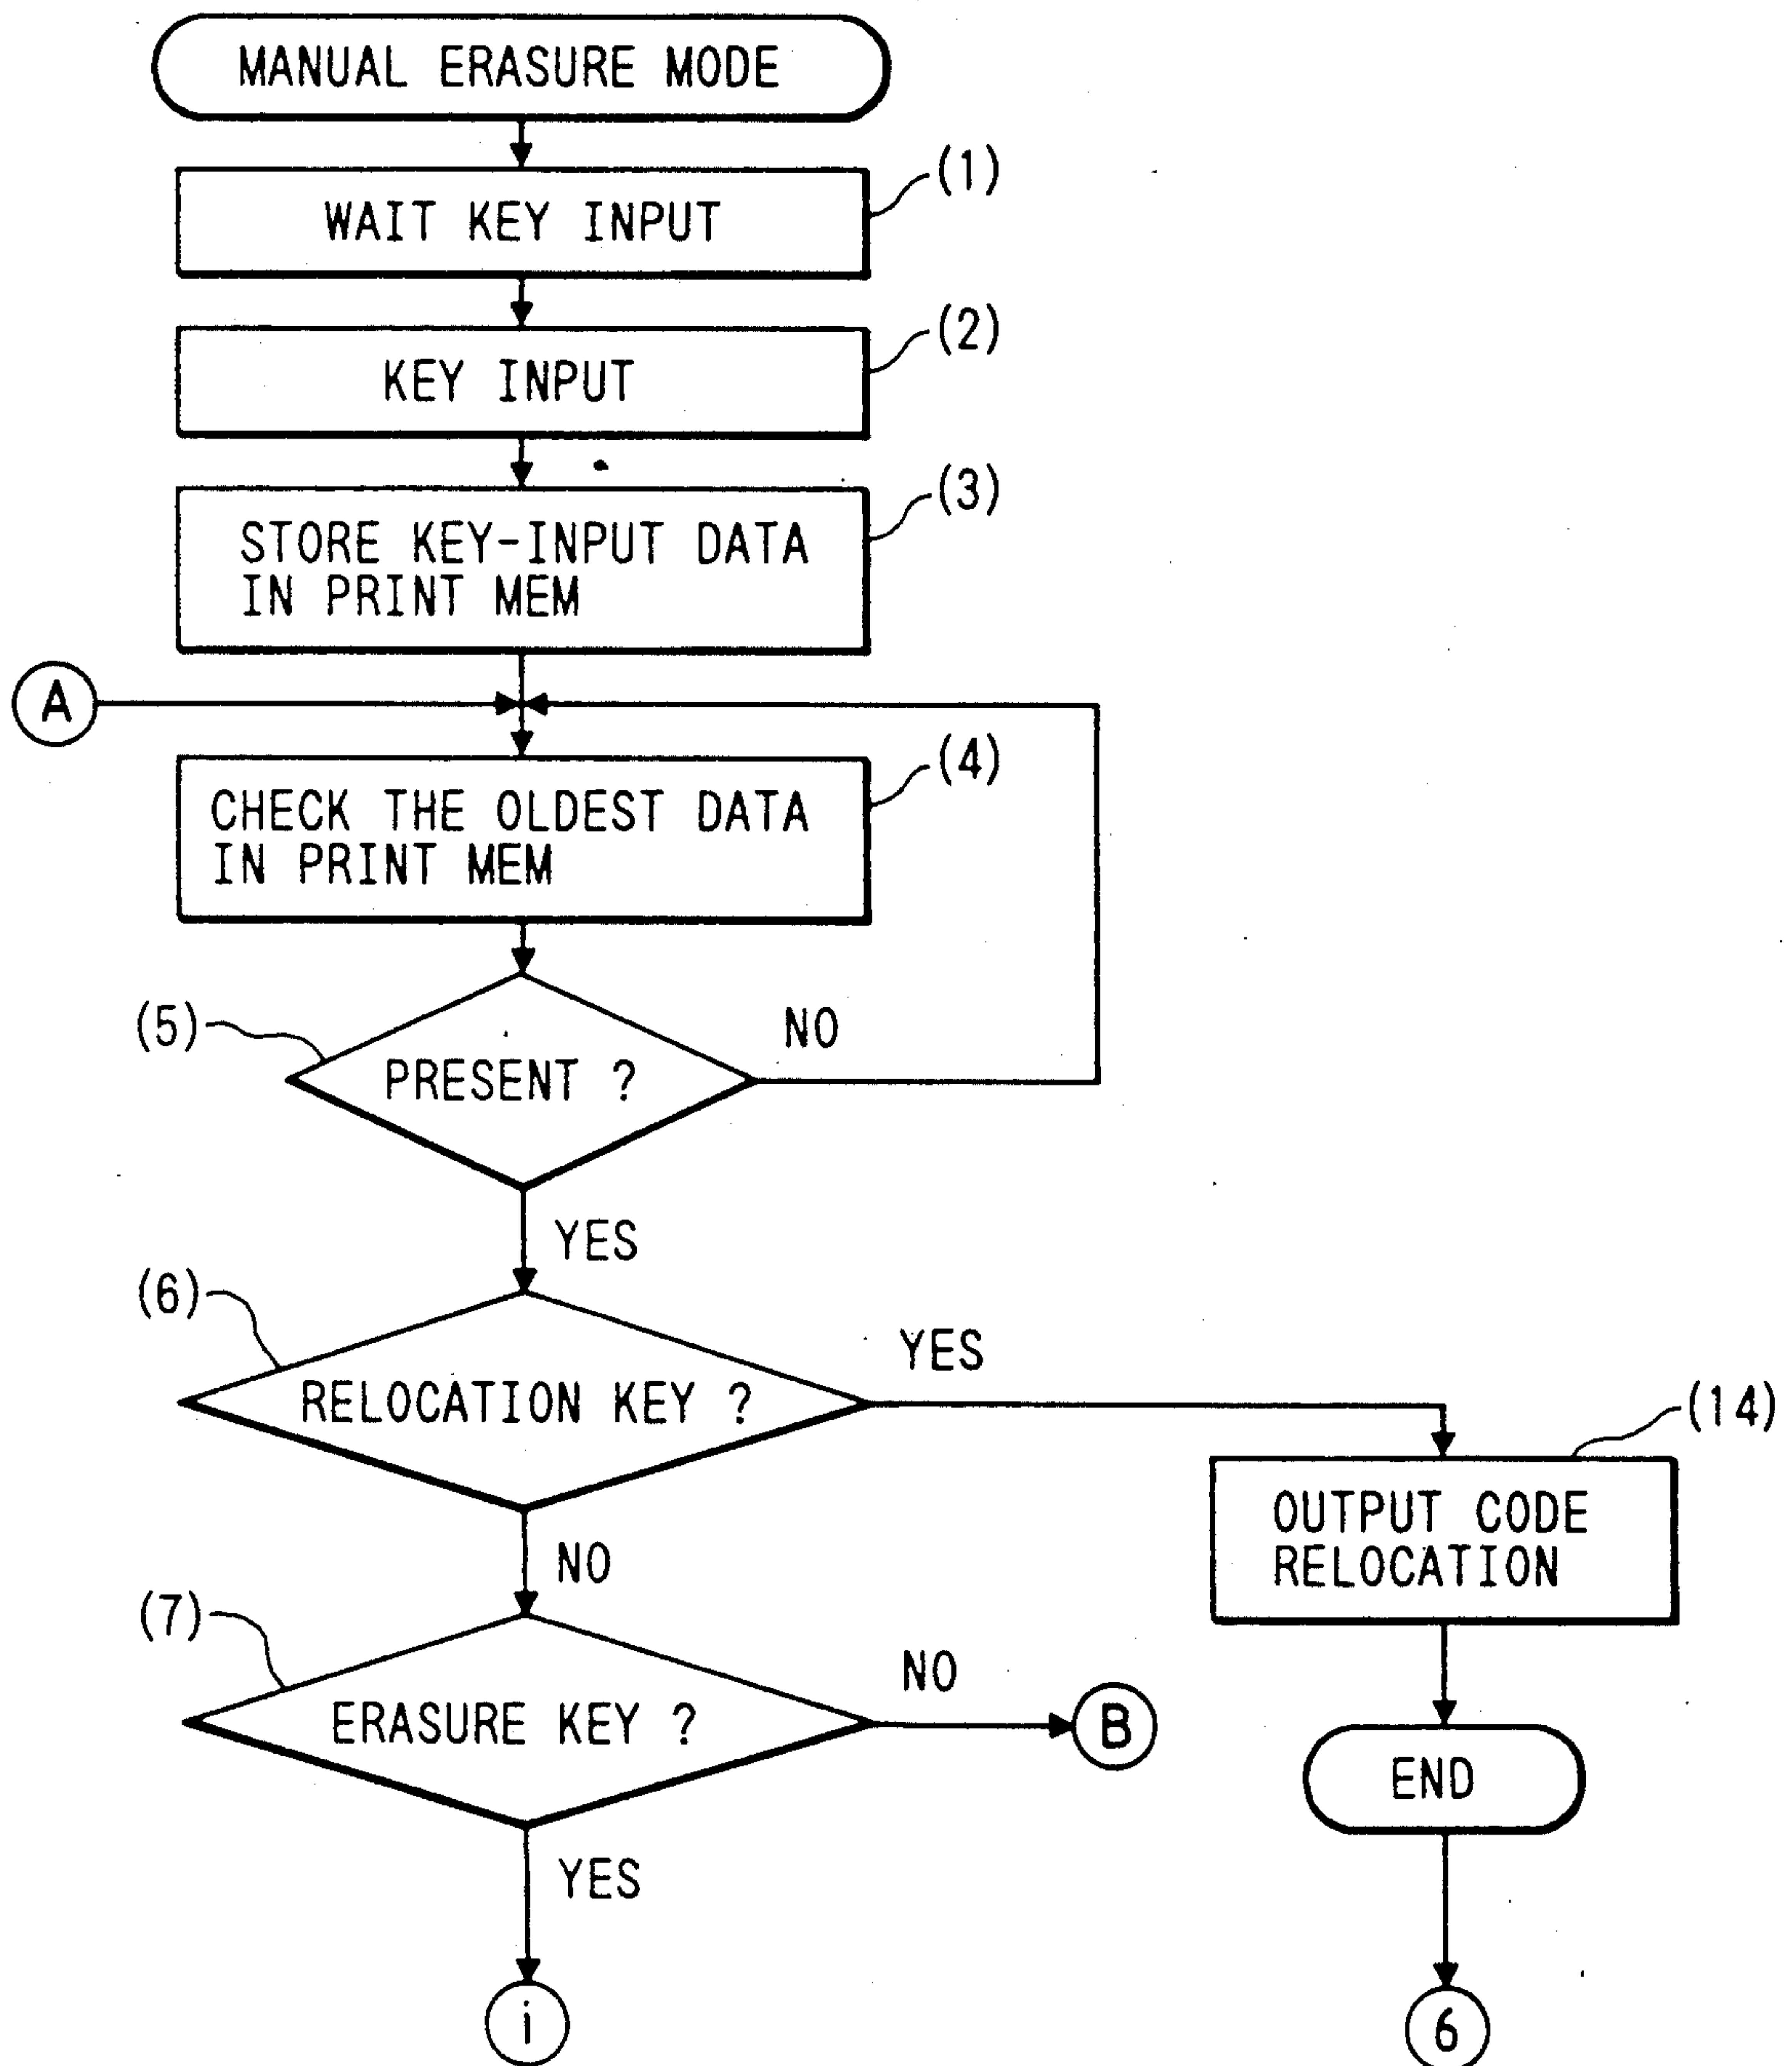 MANUAL ERASURE MODE
(1)
WAIT KEY INPUT
(2)
KEY INPUT
(3)
STORE KEY-INPUT DATA
IN PRINT MEM
A
(4)
CHECK THE OLDEST DATA
IN PRINT MEM
(5)
NO
PRESENT ?
YES
(6)
YES
RELOCATION KEY ?
(14)
OUTPUT CODE
RELOCATION
NO
(7)
NO
ERASURE KEY ?
B
END
YES
i
6